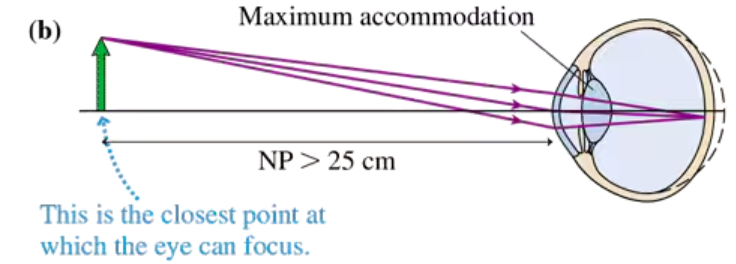 (b)
Maximum accommodation
NP > 25 cm
This is the closest point at
which the eye can focus.